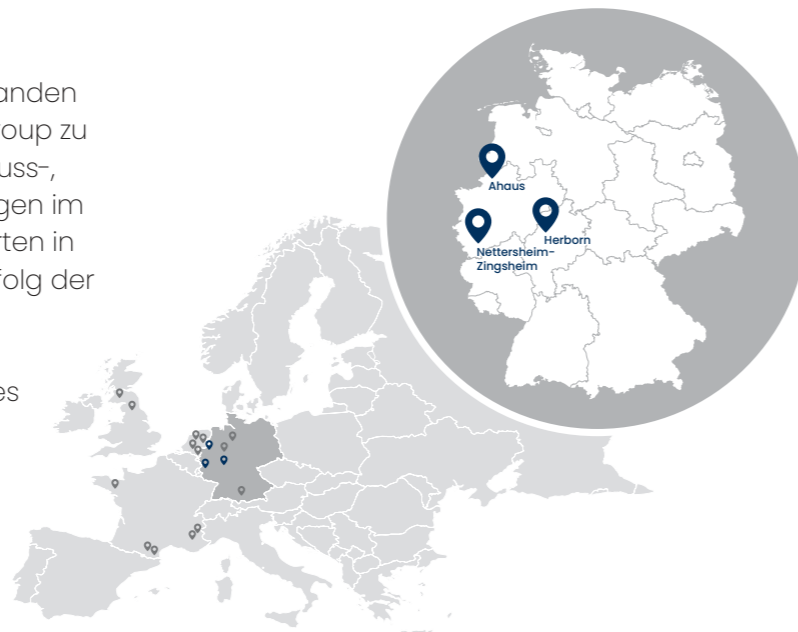 anden
oup zu
uss-,
gen im
rten in
folg der
es
Ahaus
Herborn
Nettersheim-
Zingsheim